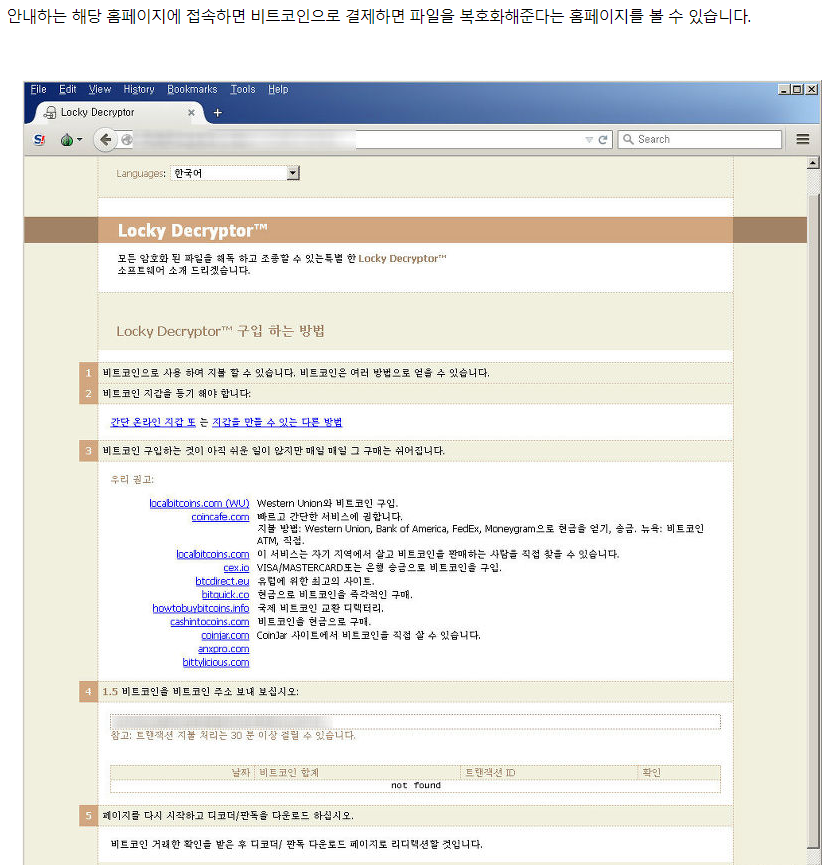 안내하는 해당 홈페이지에 접속하면 비트코인으로 결제하면 파일을 복호화해준다는 홈페이지를 볼 수 있습니다.
File Edit View History Bookmarks Tools Help
Locky Decryptor × +
S! Search
Languages: 한국어
Locky Decryptor™
모든 암호화 된 파일을 해독 하고 조종할 수 있는특별 한 Locky Decryptor™
소프트웨어 소개 드리겠습니다.
Locky Decryptor™ 구입 하는 방법
1 비트코인으로 사용 하여 지불 할 수 있습니다. 비트코인은 여러 방법으로 얻을 수 있습니다.
2 비트코인 지갑을 등기 해야 합니다:
간단 온라인 지갑 또 는 지갑을 만들 수 있는 다른 방법
3 비트코인 구입하는 것이 아직 쉬운 일이 않지만 매일 매일 그 구매는 쉬어집니다.
우리 광고:
localbitcoins.com (WU) Western Union와 비트코인 구입.
coincafe.com 빠르고 간단한 서비스에 권합니다.
지불 방법: Western Union, Bank of America, FedEx, Moneygram으로 현금을 얻기, 송금. 뉴욕: 비트코인
ATM, 직접.
localbitcoins.com 이 서비스는 자기 지역에서 살고 비트코인을 판매하는 사람을 직접 찾을 수 있습니다.
cex.io VISA/MASTERCARD또는 은행 송금으로 비트코인을 구입.
btcdirect.eu 유럽에 위한 최고의 사이트.
bitquick.co 현금으로 비트코인을 즉각적인 구매.
howtobuybitcoins.info 국제 비트코인 교환 디렉터리.
cashintocoins.com 비트코인을 현금으로 구매.
coinjar.com CoinJar 사이트에서 비트코인을 직접 살 수 있습니다.
anxpro.com
bittylicious.com
4 1.5 비트코인을 비트코인 주소 보내 보십시오:
참고: 트랜잭션 지불 처리는 30 분 이상 걸릴 수 있습니다.
날짜 비트코인 합계 트랜잭션 ID 확인
not found
5 페이지를 다시 시작하고 디코더/판독을 다운로드 하십시오.
비트코인 거래한 확인을 받은 후 디코더/ 판독 다운로드 페이지로 리디렉션할 것입니다.